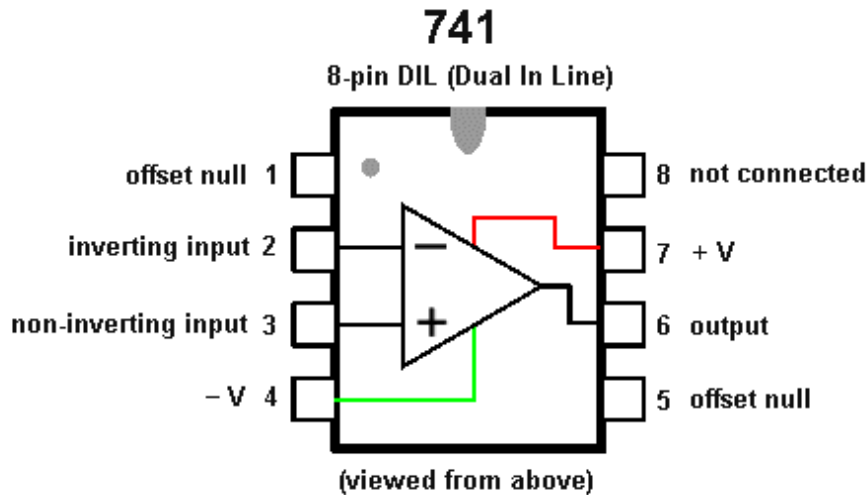 741
8-pin DIL (Dual In Line)
offset null 1
8 not connected
inverting input 2
−
7 + V
non-inverting input 3
+
6 output
− V 4
5 offset null
(viewed from above)